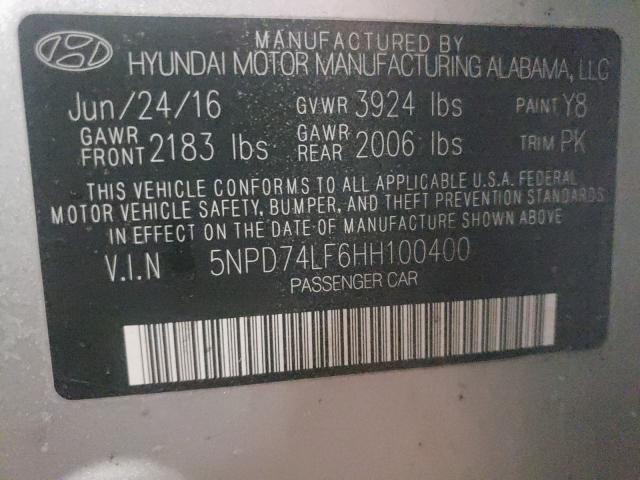 MANUFACTURED BY
HYUNDAI MOTOR MANUFACTURING ALABAMA, LLC
Jun/24/16 GVWR 3924 lbs PAINT Y8
GAWR FRONT 2183 lbs GAWR REAR 2006 lbs TRIM PK
THIS VEHICLE CONFORMS TO ALL APPLICABLE U.S.A. FEDERAL
MOTOR VEHICLE SAFETY, BUMPER, AND THEFT PREVENTION STANDARDS
IN EFFECT ON THE DATE OF MANUFACTURE SHOWN ABOVE.
V.I.N 5NPD74LF6HH100400
PASSENGER CAR